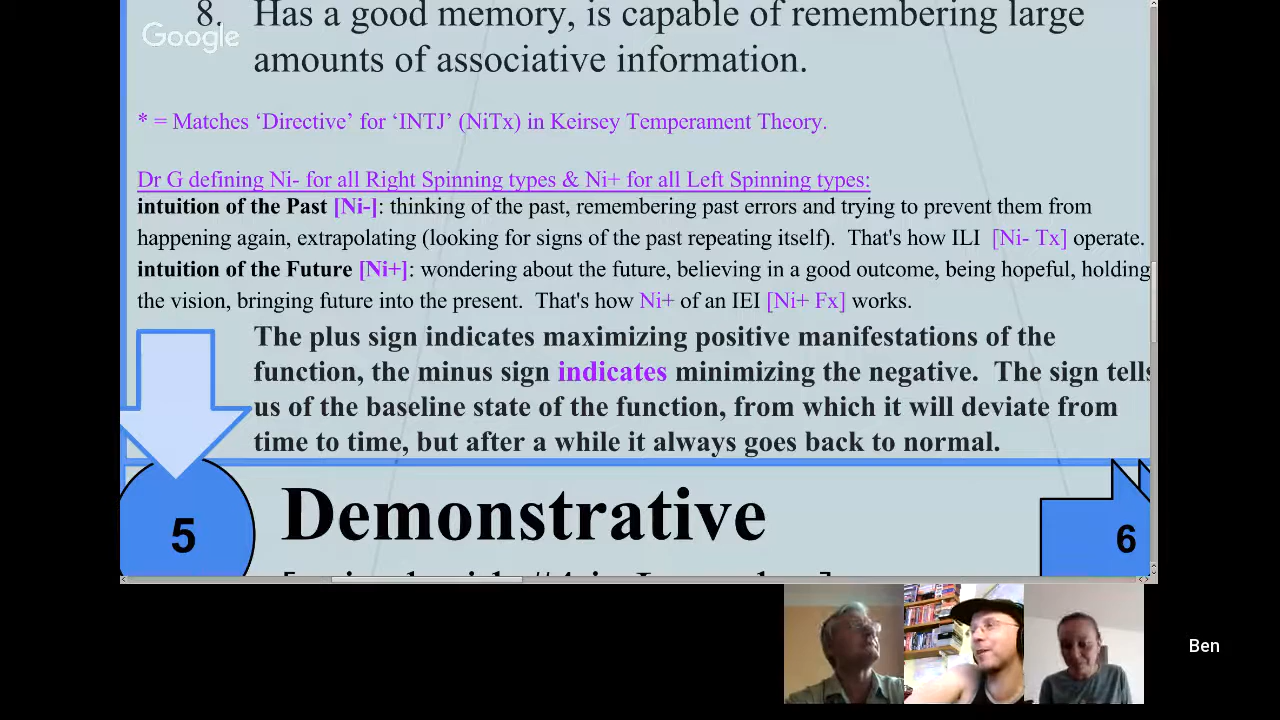 8. Has a good memory, is capable of remembering large
Google
amounts of associative information.
* = Matches ‘Directive’ for ‘INTJ’ (NiTx) in Keirsey Temperament Theory.
Dr G defining Ni- for all Right Spinning types & Ni+ for all Left Spinning types:
intuition of the Past [Ni-]: thinking of the past, remembering past errors and trying to prevent them from
happening again, extrapolating (looking for signs of the past repeating itself). That's how ILI [Ni- Tx] operate.
intuition of the Future [Ni+]: wondering about the future, believing in a good outcome, being hopeful, holding
the vision, bringing future into the present. That's how Ni+ of an IEI [Ni+ Fx] works.
The plus sign indicates maximizing positive manifestations of the
function, the minus sign indicates minimizing the negative. The sign tells
us of the baseline state of the function, from which it will deviate from
time to time, but after a while it always goes back to normal.
5
Demonstrative
6
Ben